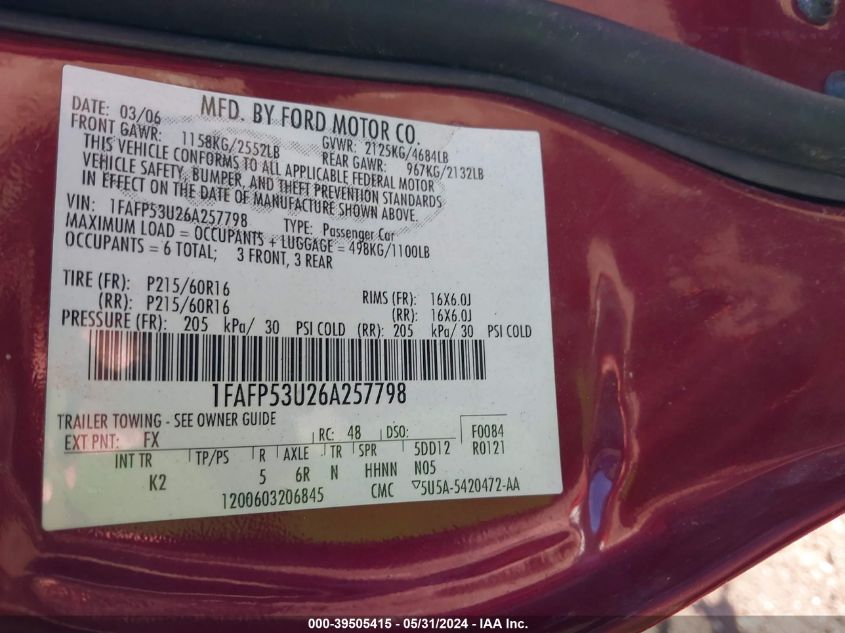 MFD. BY FORD MOTOR CO.
DATE: 03/06 GVWR: 2125KG/4684LB
FRONT GAWR: 1158KG/2552LB REAR GAWR: 967KG/2132LB
THIS VEHICLE CONFORMS TO ALL APPLICABLE FEDERAL MOTOR
VEHICLE SAFETY, BUMPER, AND THEFT PREVENTION STANDARDS
IN EFFECT ON THE DATE OF MANUFACTURE SHOWN ABOVE.
VIN: 1FAFP53U26A257798 TYPE: Passenger Car
MAXIMUM LOAD = OCCUPANTS + LUGGAGE = 498KG/1100LB
OCCUPANTS = 6 TOTAL; 3 FRONT, 3 REAR
TIRE (FR): P215/60R16 RIMS (FR): 16X6.0J
(RR): P215/60R16 (RR): 16X6.0J
PRESSURE (FR): 205 kPa/ 30 PSI COLD (RR): 205 kPa/ 30 PSI COLD
1FAFP53U26A257798
TRAILER TOWING - SEE OWNER GUIDE
EXT PNT: FX RC: 48 DSO: F0084
INT TR TP/PS R AXLE TR SPR 5DD12 R0121
K2 5 6R N HHNN N05
1200603206845 CMC ▽5U5A-5420472-AA
000-39505415 - 05/31/2024 - IAA Inc.